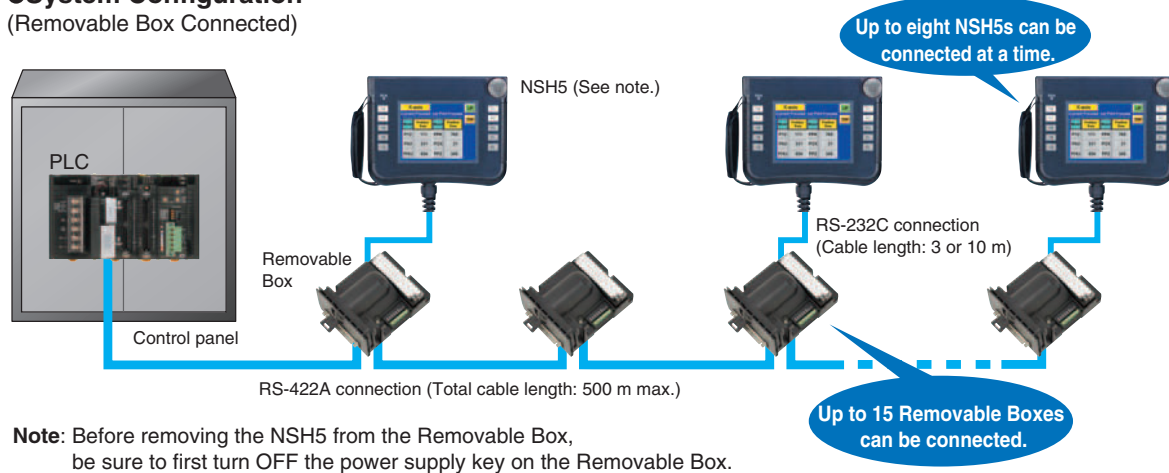 System Configuration
(Removable Box Connected)
Up to eight NSH5s can be
connected at a time.
NSH5 (See note.)
PLC
RS-232C connection
(Cable length: 3 or 10 m)
Removable
Box
Control panel
RS-422A connection (Total cable length: 500 m max.)
Up to 15 Removable Boxes
can be connected.
Note: Before removing the NSH5 from the Removable Box,
be sure to first turn OFF the power supply key on the Removable Box.